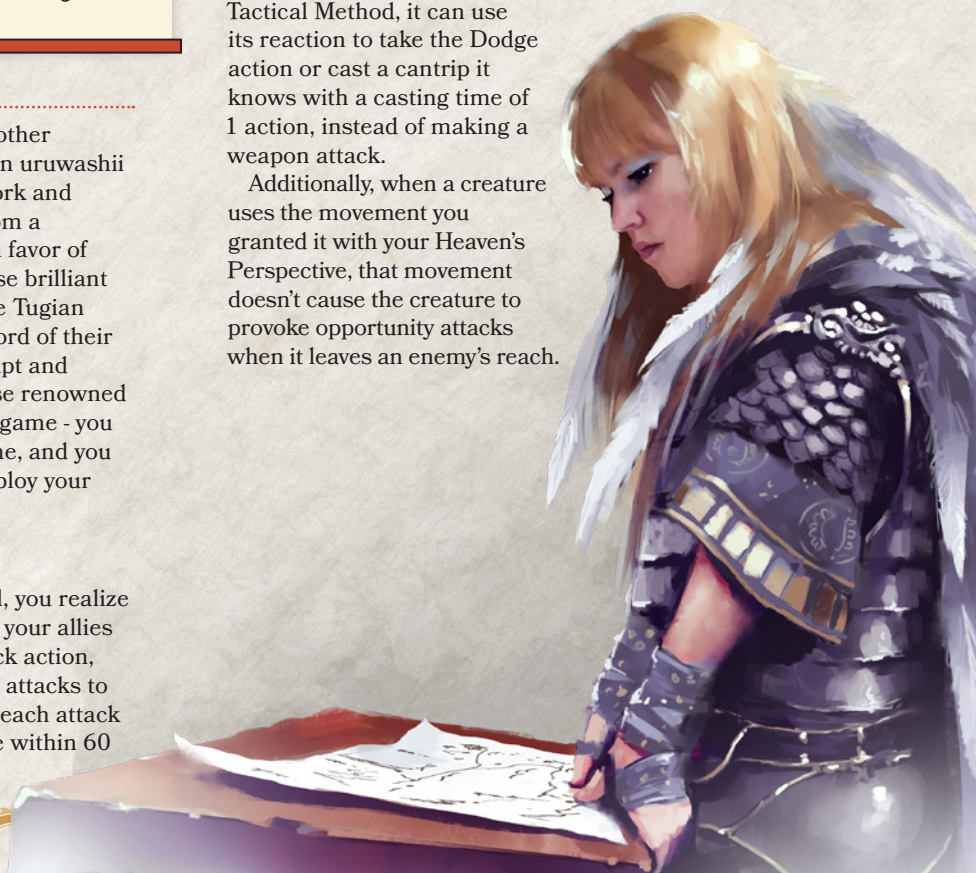 g
other
n uruwashii
ork and
om a
favor of
se brilliant
e Tugian
ord of their
pt and
se renowned
game - you
ne, and you
ploy your
, you realize
your allies
ck action,
attacks to
each attack
e within 60
Tactical Method, it can use
its reaction to take the Dodge
action or cast a cantrip it
knows with a casting time of
1 action, instead of making a
weapon attack.
Additionally, when a creature
uses the movement you
granted it with your Heaven's
Perspective, that movement
doesn't cause the creature to
provoke opportunity attacks
when it leaves an enemy's reach.